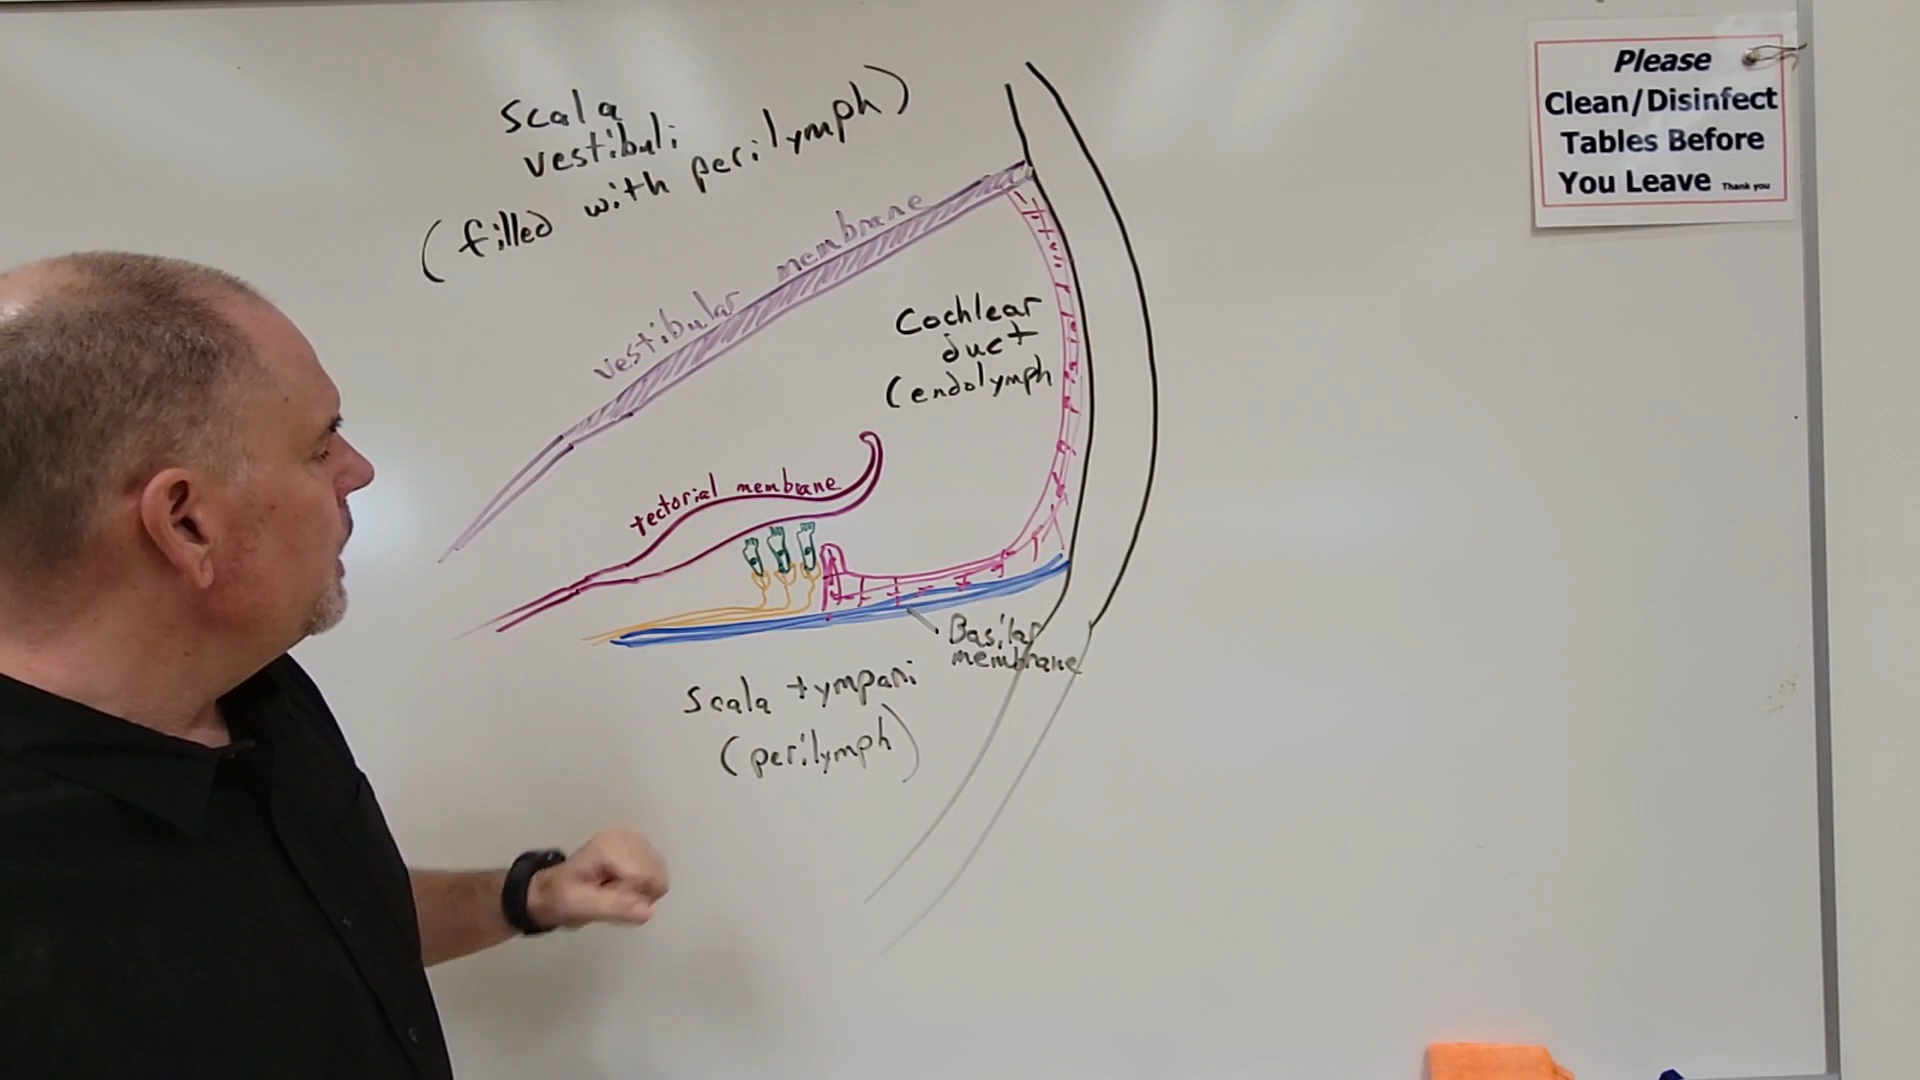 Scala
vestibuli
(filled with perilymph)
vestibular membrane
Cochlear
duct
(endolymph
tectorial membrane
Basilar
membrane
Scala tympani
(perilymph)
Please
Clean/Disinfect
Tables Before
You Leave Thank you